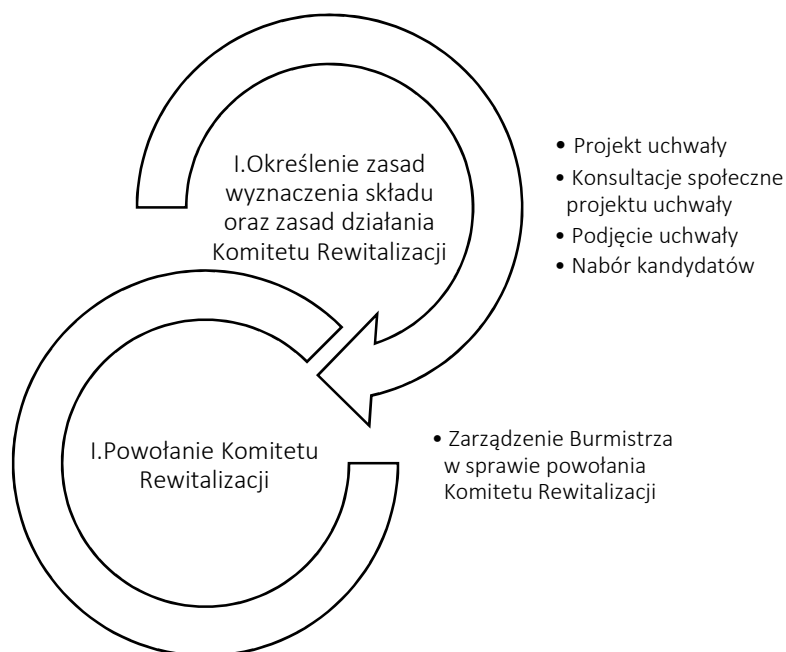 I.Określenie zasad
wyznaczenia składu
oraz zasad działania
Komitetu Rewitalizacji
• Projekt uchwały
• Konsultacje społeczne
projektu uchwały
• Podjęcie uchwały
• Nabór kandydatów
I.Powołanie Komitetu
Rewitalizacji
• Zarządzenie Burmistrza
w sprawie powołania
Komitetu Rewitalizacji